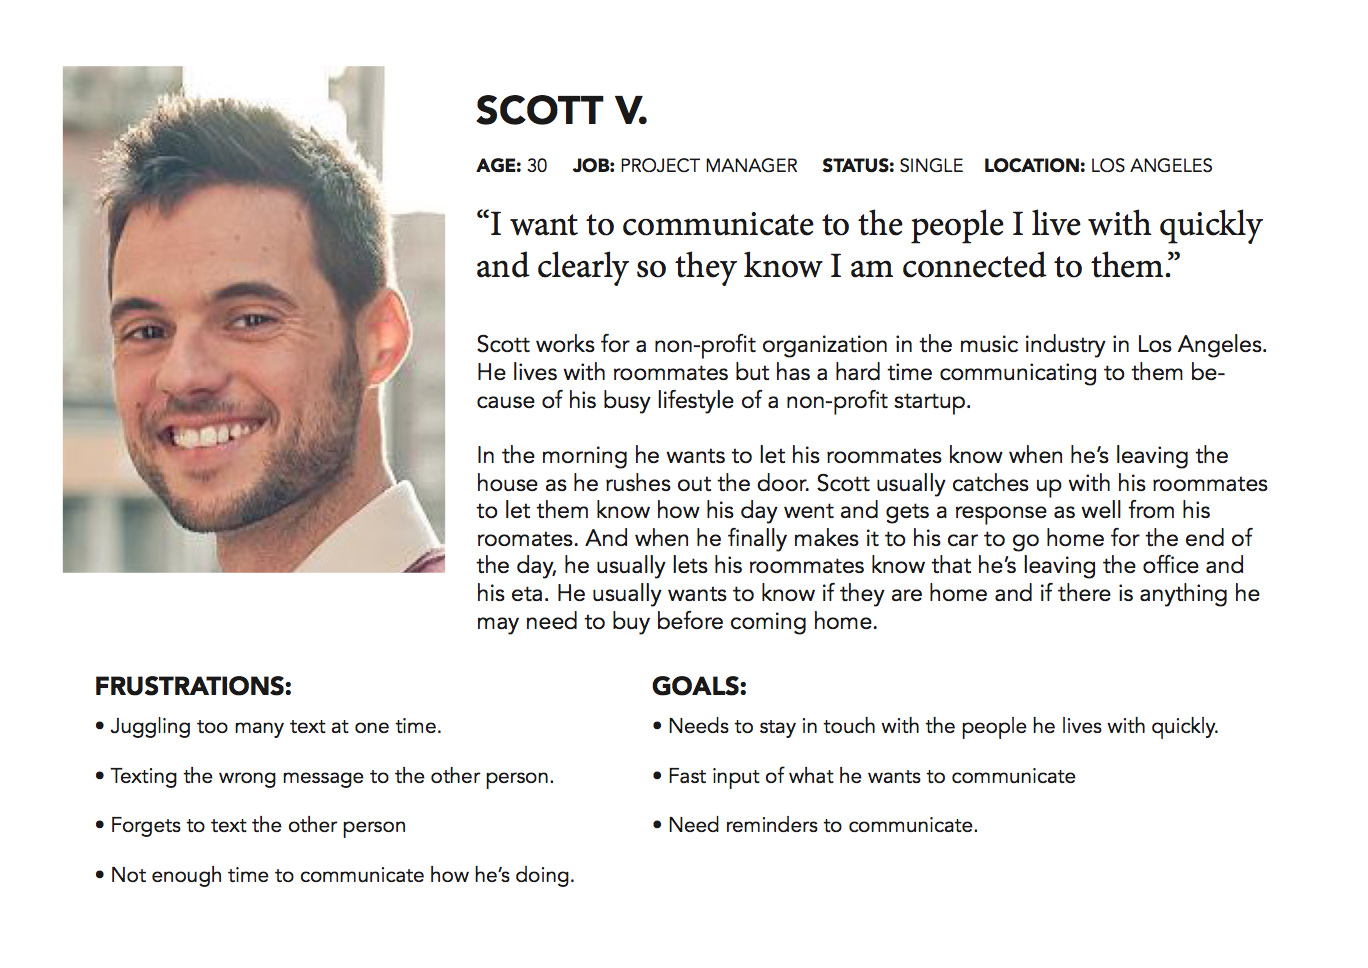 SCOTT V.
AGE: 30 JOB: PROJECT MANAGER STATUS: SINGLE LOCATION: LOS ANGELES
“I want to communicate to the people I live with quickly
and clearly so they know I am connected to them.”
Scott works for a non-profit organization in the music industry in Los Angeles.
He lives with roommates but has a hard time communicating to them be-
cause of his busy lifestyle of a non-profit startup.
In the morning he wants to let his roommates know when he’s leaving the
house as he rushes out the door. Scott usually catches up with his roommates
to let them know how his day went and gets a response as well from his
roomates. And when he finally makes it to his car to go home for the end of
the day, he usually lets his roommates know that he’s leaving the office and
his eta. He usually wants to know if they are home and if there is anything he
may need to buy before coming home.
FRUSTRATIONS:
• Juggling too many text at one time.
• Texting the wrong message to the other person.
• Forgets to text the other person
• Not enough time to communicate how he’s doing.
GOALS:
• Needs to stay in touch with the people he lives with quickly.
• Fast input of what he wants to communicate
• Need reminders to communicate.